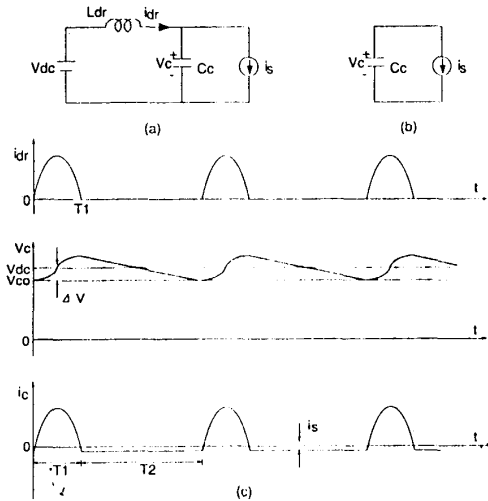 Ldr idr
Vdc
Vc + - Cc is
(a)
Vc + - Cc is
(b)
idr
0
T1
t
Vc
Vdc
Vco
Δ V
0
t
ic
is
0
t
T1
T2
(c)